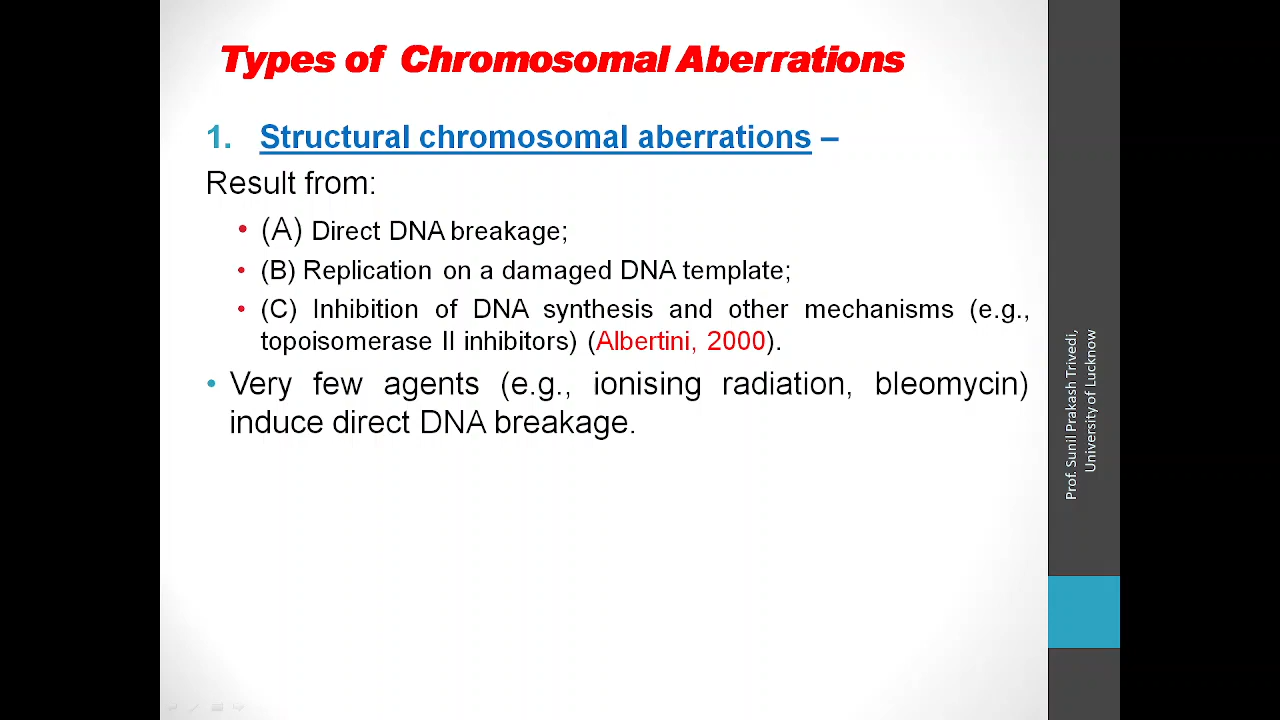 Types of Chromosomal Aberrations
1. Structural chromosomal aberrations –
Result from:
• (A) Direct DNA breakage;
• (B) Replication on a damaged DNA template;
• (C) Inhibition of DNA synthesis and other mechanisms (e.g.,
topoisomerase II inhibitors) (Albertini, 2000).
• Very few agents (e.g., ionising radiation, bleomycin)
induce direct DNA breakage.
Prof. Sunil Prakash Trivedi,
University of Lucknow